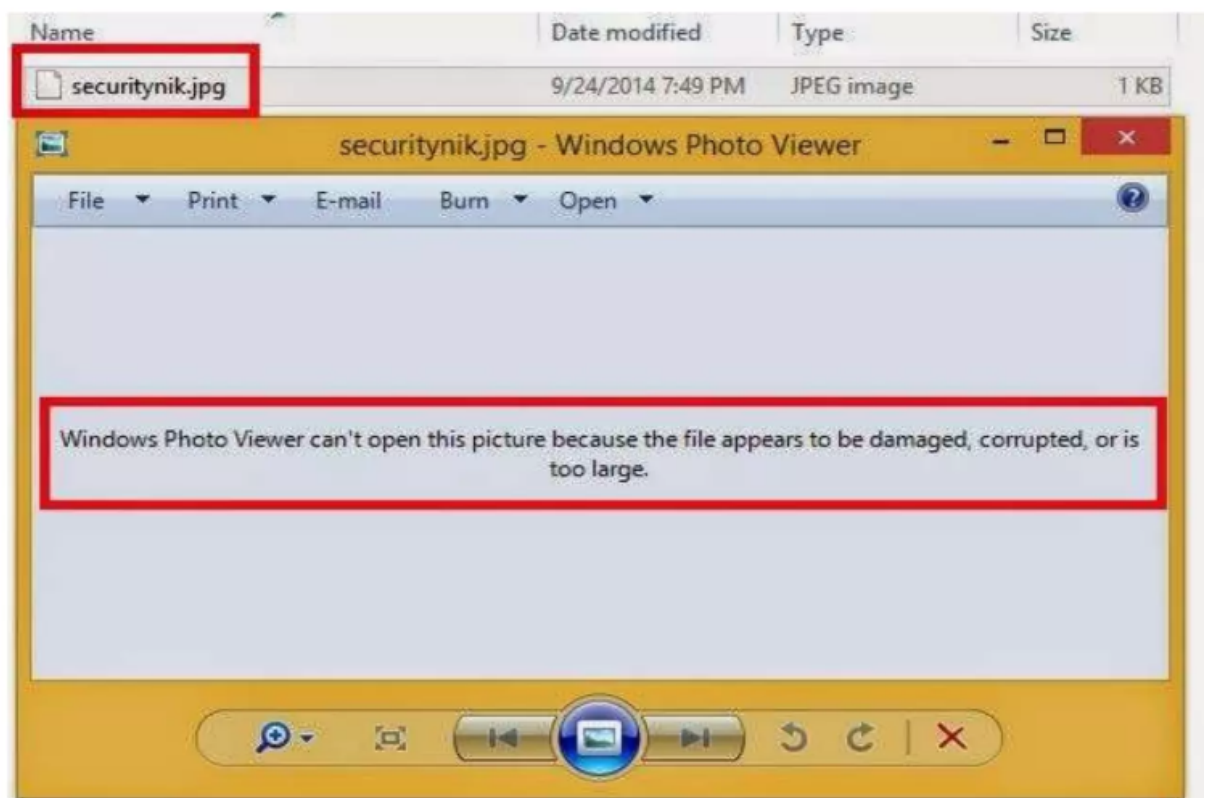 Name Date modified Type Size
securitynik.jpg 9/24/2014 7:49 PM JPEG image 1 KB
securitynik.jpg - Windows Photo Viewer
File Print E-mail Burn Open
Windows Photo Viewer can't open this picture because the file appears to be damaged, corrupted, or is
too large.